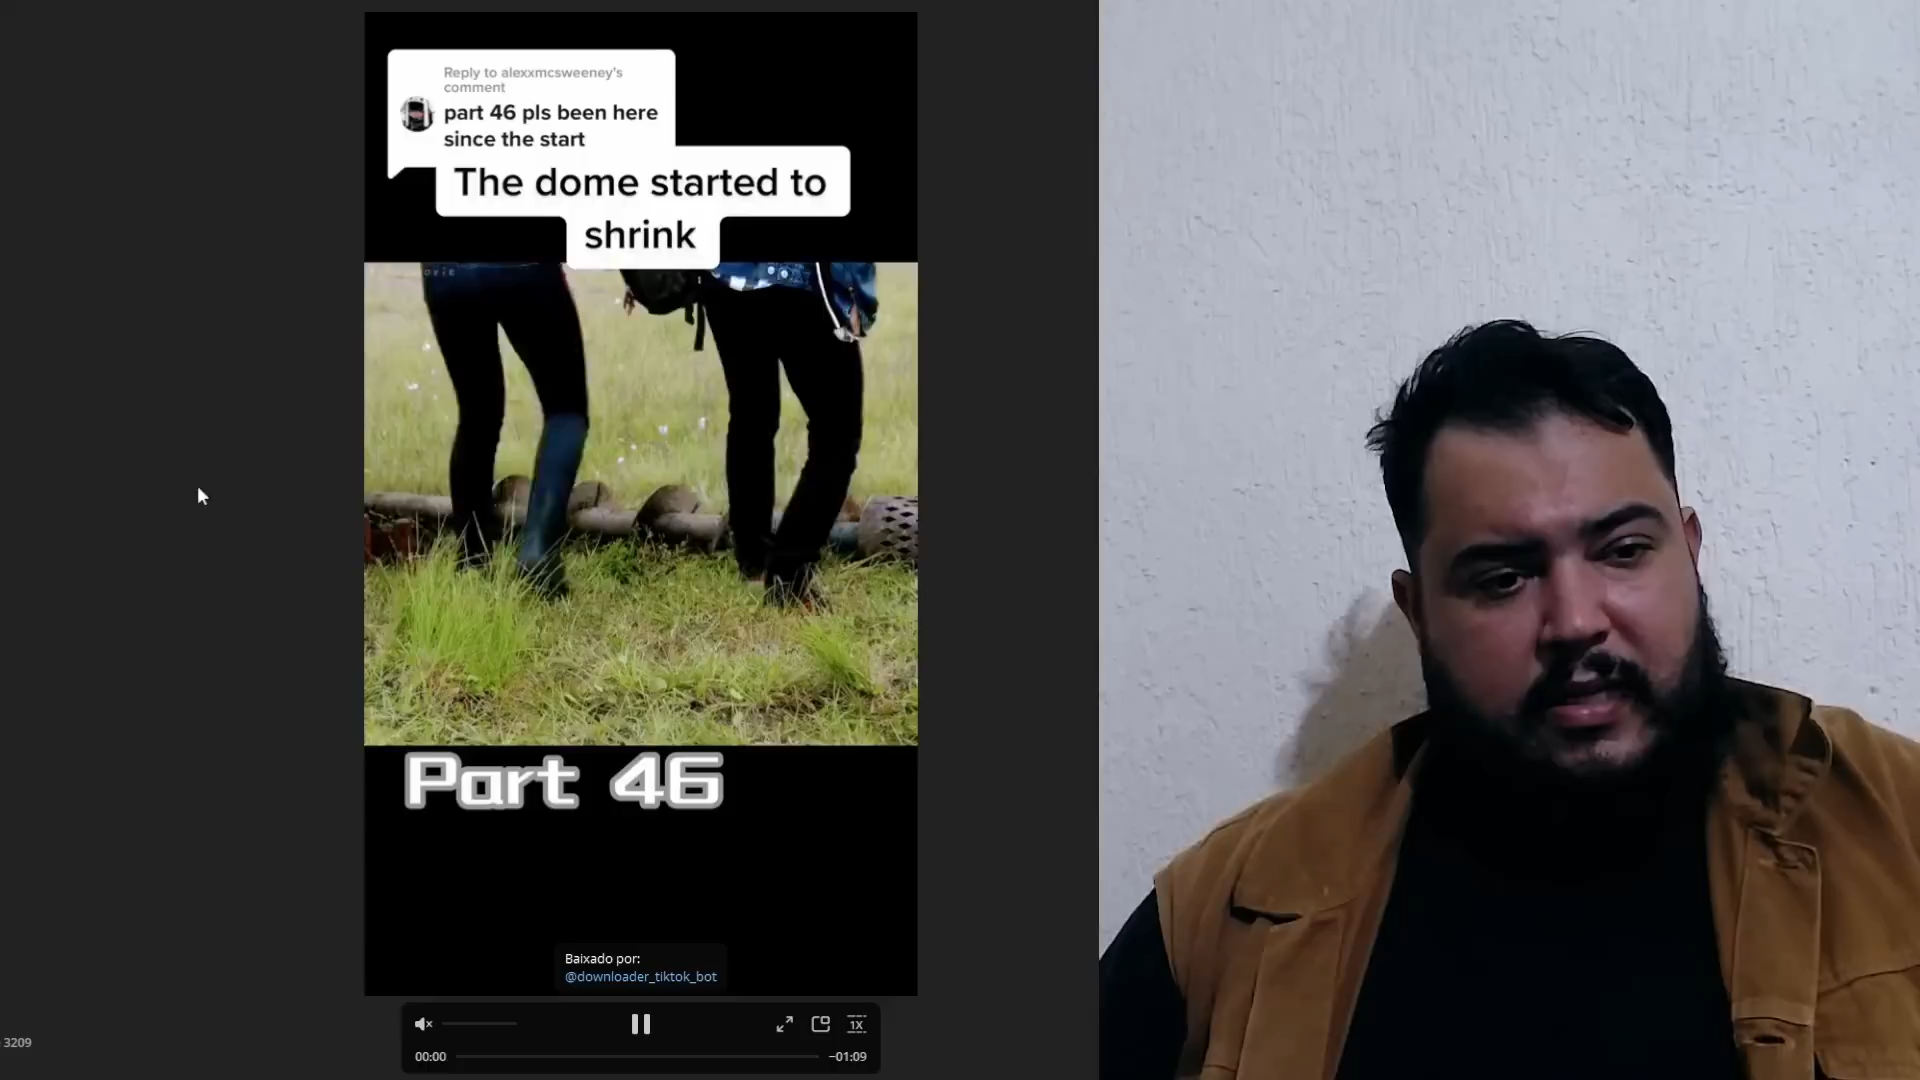 Reply to alexxmcsweeney's
comment
part 46 pls been here
since the start
The dome started to
shrink
ovie
Part 46
Baixado por:
@downloader_tiktok_bot
1X
00:00
−01:09
3209